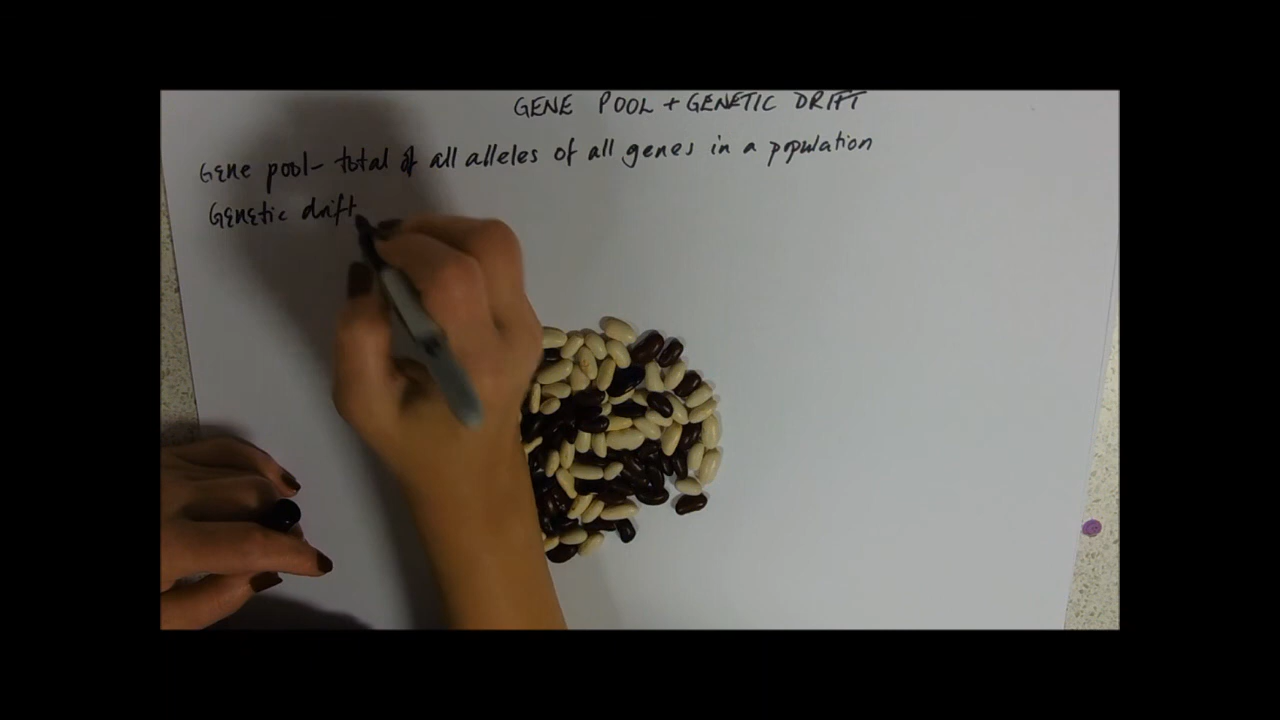 GENE POOL + GENETIC DRIFT
Gene pool - total of all alleles of all genes in a population
Genetic drift